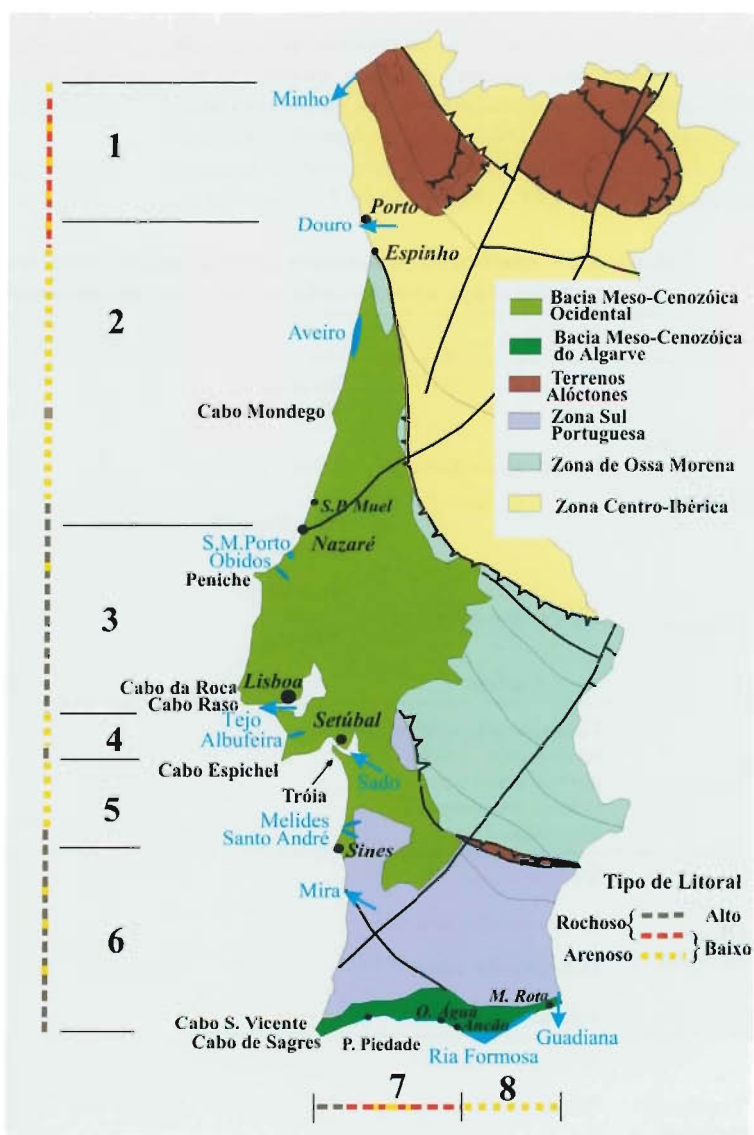 Minho
1
Porto
Douro
Espinho
2
Aveiro
Cabo Mondego
S.P. Muel
Nazaré
S.M.Porto
Óbidos
Peniche
3
Lisboa
Cabo da Roca
Cabo Raso
Tejo
4
Setúbal
Albufeira
Cabo Espichel
Sado
Tróia
5
Melides
Santo André
Sines
Mira
6
M. Rota
O. Água
Ancão
Cabo S. Vicente
Cabo de Sagres
P. Piedade
Ria Formosa
Guadiana
7
8
Bacia Meso-Cenozóica
Ocidental
Bacia Meso-Cenozóica
do Algarve
Terrenos
Alóctones
Zona Sul
Portuguesa
Zona de Ossa Morena
Zona Centro-Ibérica
Tipo de Litoral
Rochoso { Alto
Arenoso } Baixo